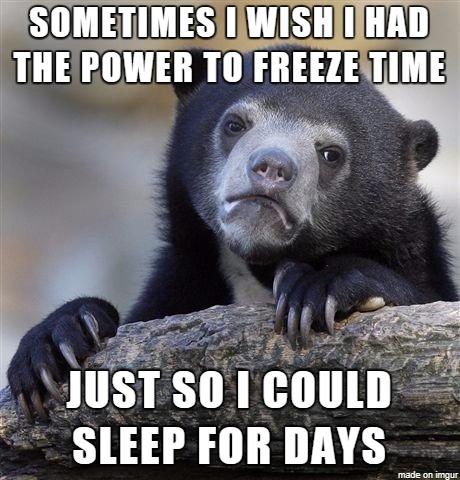 SOMETIMES I WISH I HAD
THE POWER TO FREEZE TIME
JUST SO I COULD
SLEEP FOR DAYS
made on imgur